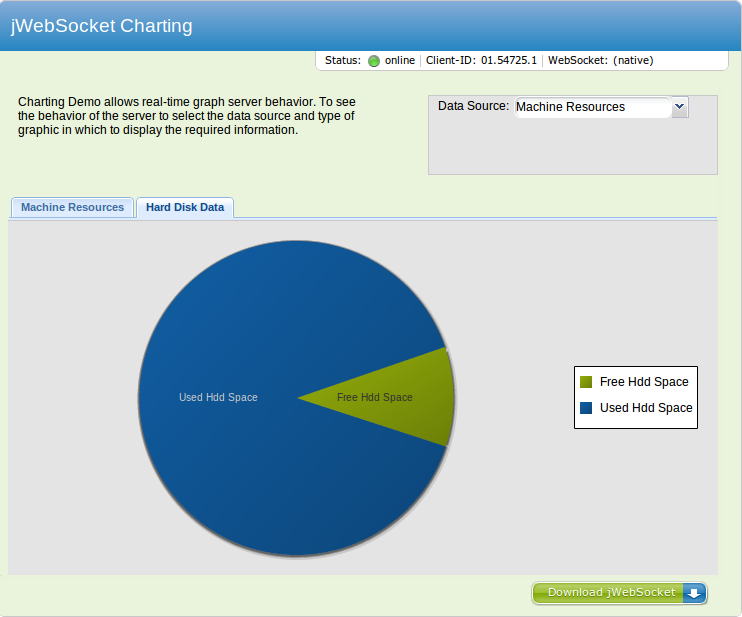 jWebSocket Charting
Status: online Client-ID: 01.54725.1 WebSocket: (native)
Charting Demo allows real-time graph server behavior. To see
the behavior of the server to select the data source and type of
graphic in which to display the required information.
Data Source: Machine Resources
Machine Resources Hard Disk Data
Used Hdd Space
Free Hdd Space
Free Hdd Space
Used Hdd Space
Download jWebSocket